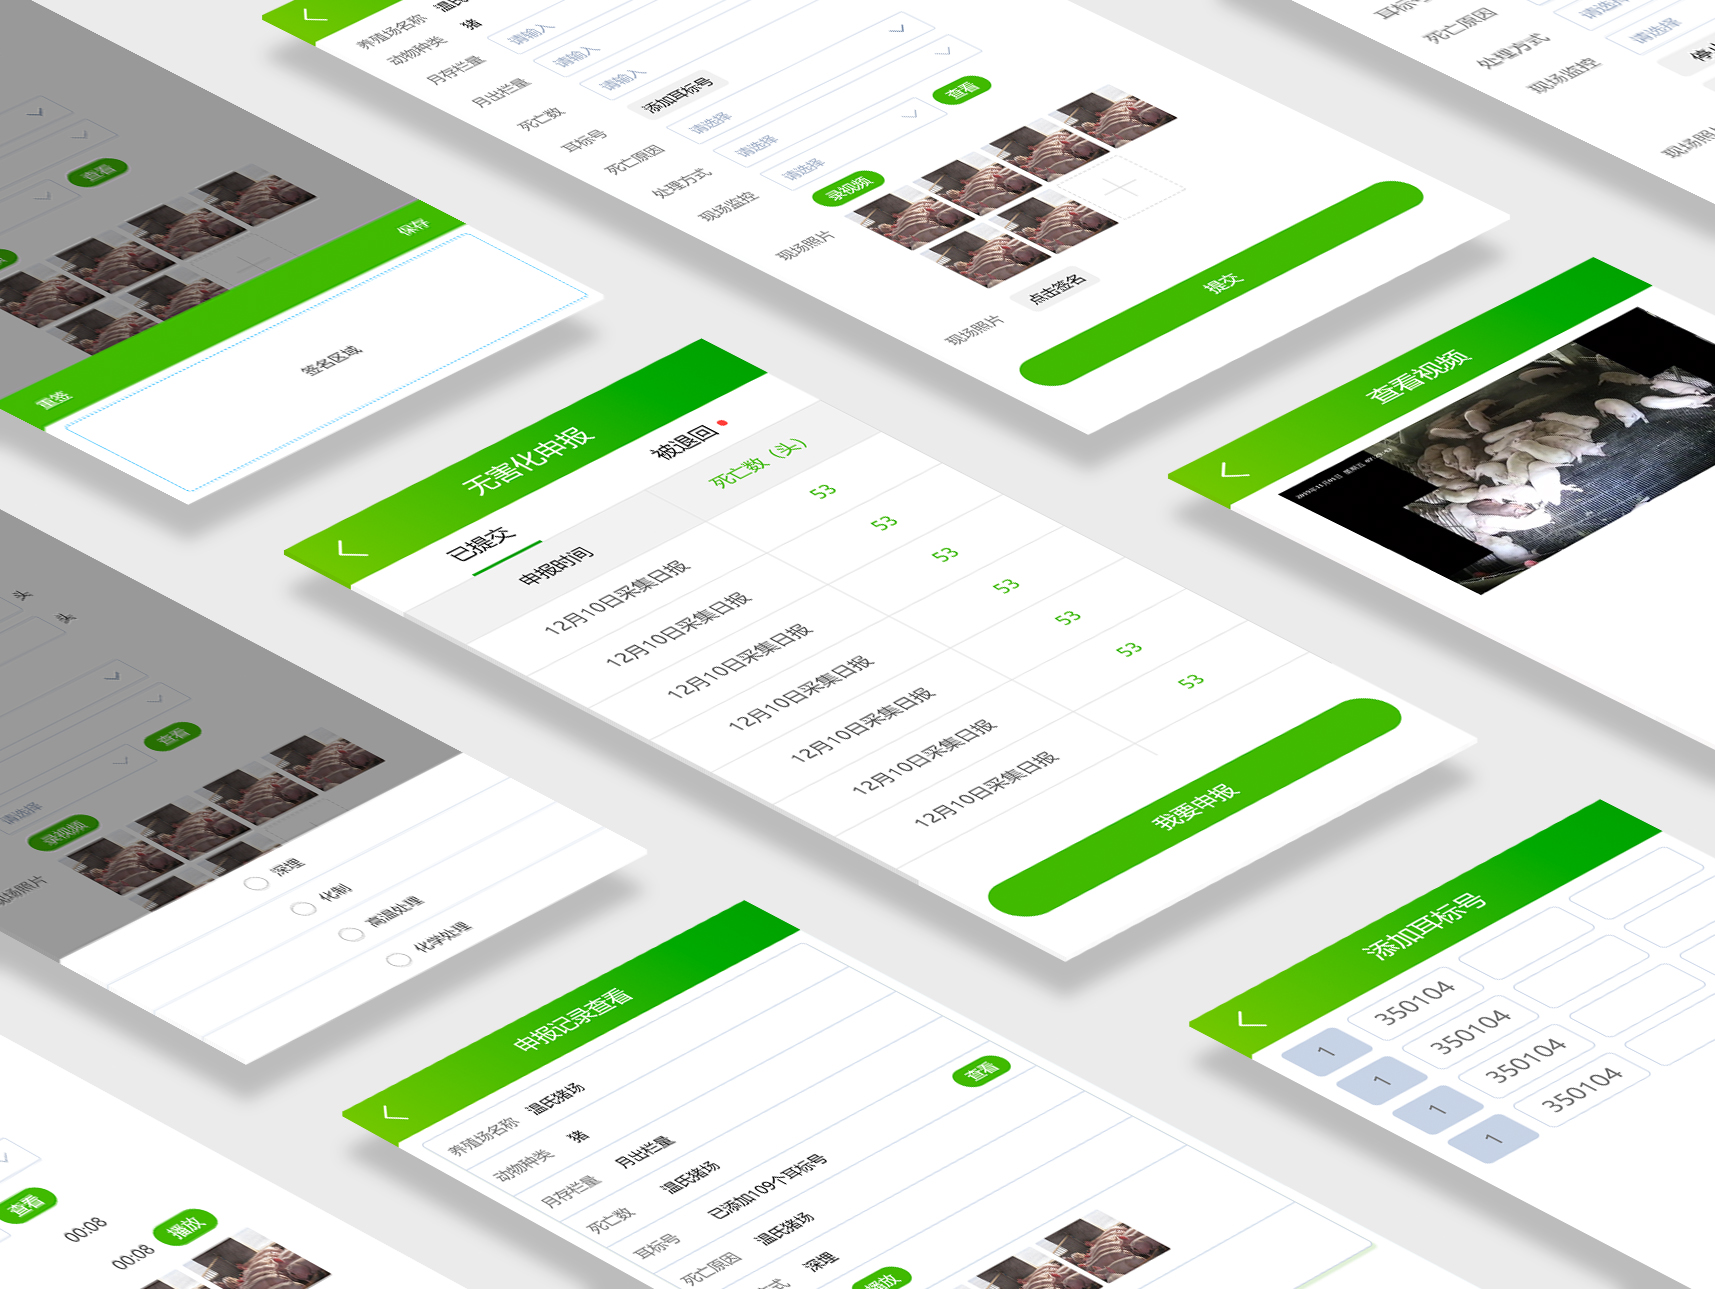 查看
保存
重签
签名区域
养殖场名称
动物种类 猪
月存栏量 请输入
月出栏量 请输入
死亡数 请输入
耳标号 添加耳标号
死亡原因 请选择
处理方式 请选择
查看
现场监控 请选择
录视频
现场照片
点击签名
现场照片
提交
死亡原因 请选择
处理方式
现场监控
现场照
查看视频
无害化申报
已提交
被退回
申报时间
死亡数（头）
12月10日采集日报 53
12月10日采集日报 53
12月10日采集日报 53
12月10日采集日报 53
12月10日采集日报 53
12月10日采集日报 53
12月10日采集日报 53
我要申报
头
头
查看
请选择
录视频
现场照片
深埋
化制
高温处理
化学处理
申报记录查看
养殖场名称 温氏猪场
动物种类 猪
月存栏量 月出栏量
死亡数 温氏猪场
耳标号 已添加109个耳标号
查看
死亡原因 温氏猪场
方式 深埋
播放
添加耳标号
1 350104
1 350104
1 350104
1 350104
查看
00:08
00:08 播放